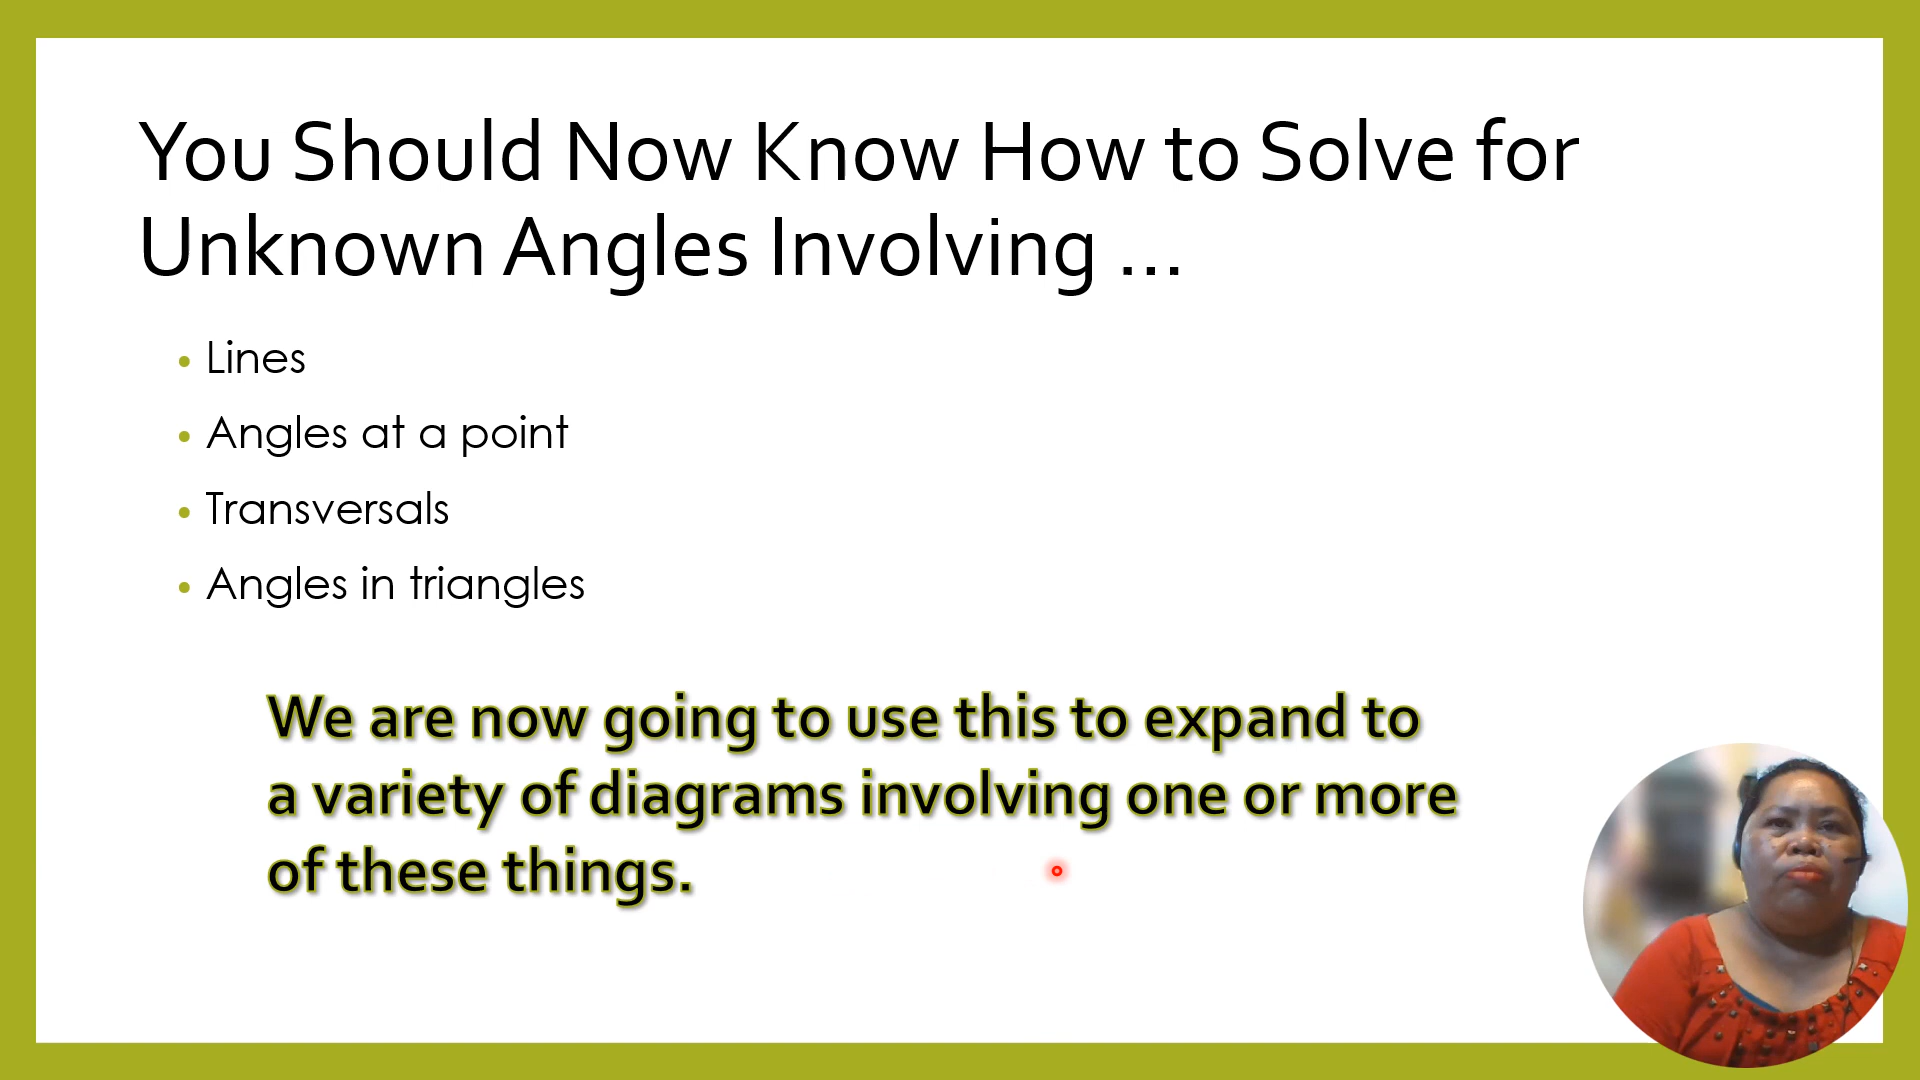 You Should Now Know How to Solve for
Unknown Angles Involving ...
• Lines
• Angles at a point
• Transversals
• Angles in triangles
We are now going to use this to expand to
a variety of diagrams involving one or more
of these things.